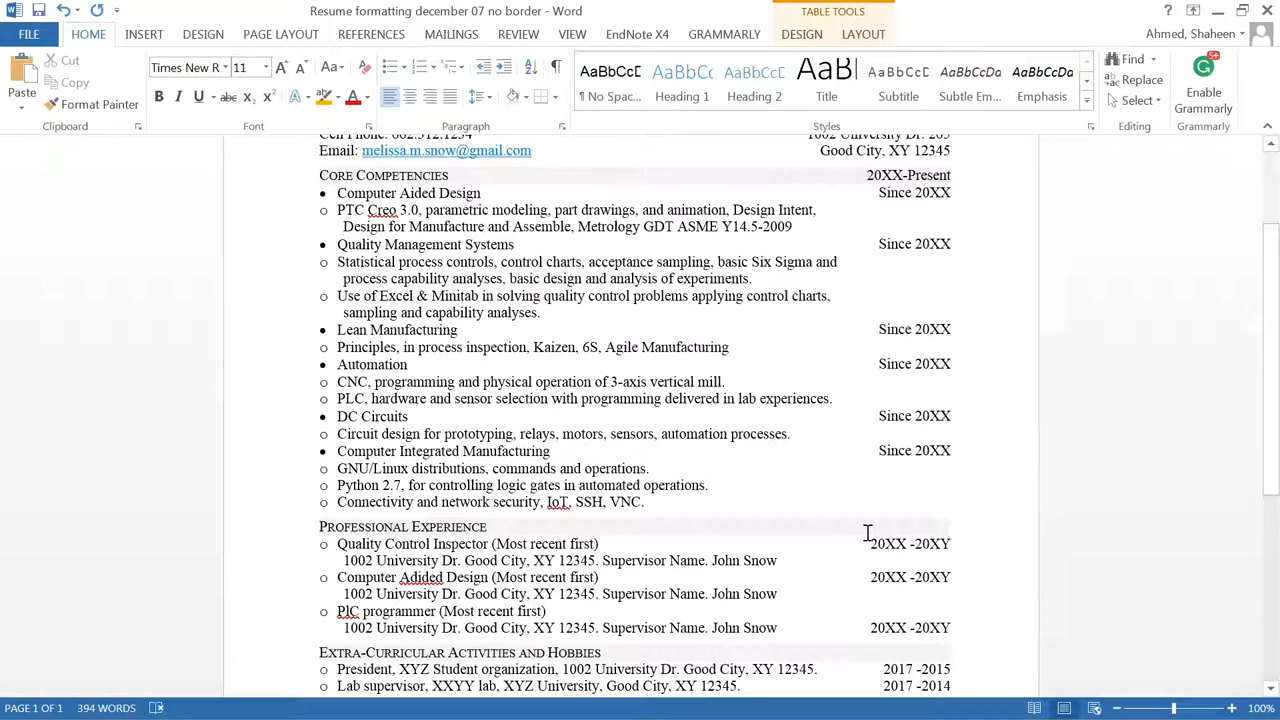 Resume formatting december 07 no border - Word
TABLE TOOLS
FILE HOME INSERT DESIGN PAGE LAYOUT REFERENCES MAILINGS REVIEW VIEW EndNote X4 GRAMMARLY DESIGN LAYOUT Ahmed, Shaheen
Cut
Copy
Format Painter
Paste
Times New R 11
AaBbCcDc AaBbCcI AaBbCcD AaBl AaBbCcD AaBbCcDa AaBbCcDa
¶ No Spac... Heading 1 Heading 2 Title Subtitle Subtle Em... Emphasis
Find
Replace
Select
Enable
Grammarly
Clipboard Font Paragraph Styles Editing Grammarly
Cell Phone: 602.312.1234 1002 University Dr. 203
Email: melissa.m.snow@gmail.com Good City, XY 12345
CORE COMPETENCIES 20XX-Present
• Computer Aided Design Since 20XX
o PTC Creo 3.0, parametric modeling, part drawings, and animation, Design Intent,
Design for Manufacture and Assemble, Metrology GDT ASME Y14.5-2009
• Quality Management Systems Since 20XX
o Statistical process controls, control charts, acceptance sampling, basic Six Sigma and
process capability analyses, basic design and analysis of experiments.
o Use of Excel & Minitab in solving quality control problems applying control charts,
sampling and capability analyses.
• Lean Manufacturing Since 20XX
o Principles, in process inspection, Kaizen, 6S, Agile Manufacturing
• Automation Since 20XX
o CNC, programming and physical operation of 3-axis vertical mill.
o PLC, hardware and sensor selection with programming delivered in lab experiences.
• DC Circuits Since 20XX
o Circuit design for prototyping, relays, motors, sensors, automation processes.
• Computer Integrated Manufacturing Since 20XX
o GNU/Linux distributions, commands and operations.
o Python 2.7, for controlling logic gates in automated operations.
o Connectivity and network security, IoT, SSH, VNC.
PROFESSIONAL EXPERIENCE
o Quality Control Inspector (Most recent first) 20XX -20XY
1002 University Dr. Good City, XY 12345. Supervisor Name. John Snow
o Computer Adided Design (Most recent first) 20XX -20XY
1002 University Dr. Good City, XY 12345. Supervisor Name. John Snow
o PlC programmer (Most recent first)
1002 University Dr. Good City, XY 12345. Supervisor Name. John Snow 20XX -20XY
EXTRA-CURRICULAR ACTIVITIES AND HOBBIES
o President, XYZ Student organization, 1002 University Dr. Good City, XY 12345. 2017 -2015
o Lab supervisor, XXYY lab, XYZ University, Good City, XY 12345. 2017 -2014
PAGE 1 OF 1 394 WORDS 100%